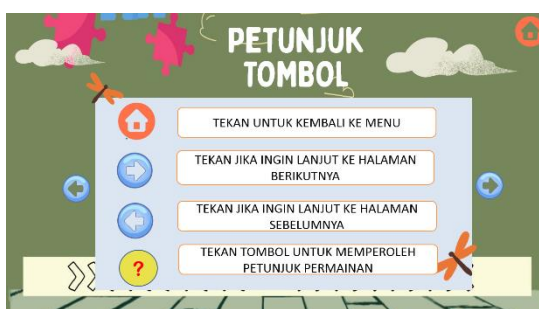 PETUNJUK
TOMBOL
TEKAN UNTUK KEMBALI KE MENU
TEKAN JIKA INGIN LANJUT KE HALAMAN
BERIKUTNYA
TEKAN JIKA INGIN LANJUT KE HALAMAN
SEBELUMNYA
?
TEKAN TOMBOL UNTUK MEMPEROLEH
PETUNJUK PERMAINAN